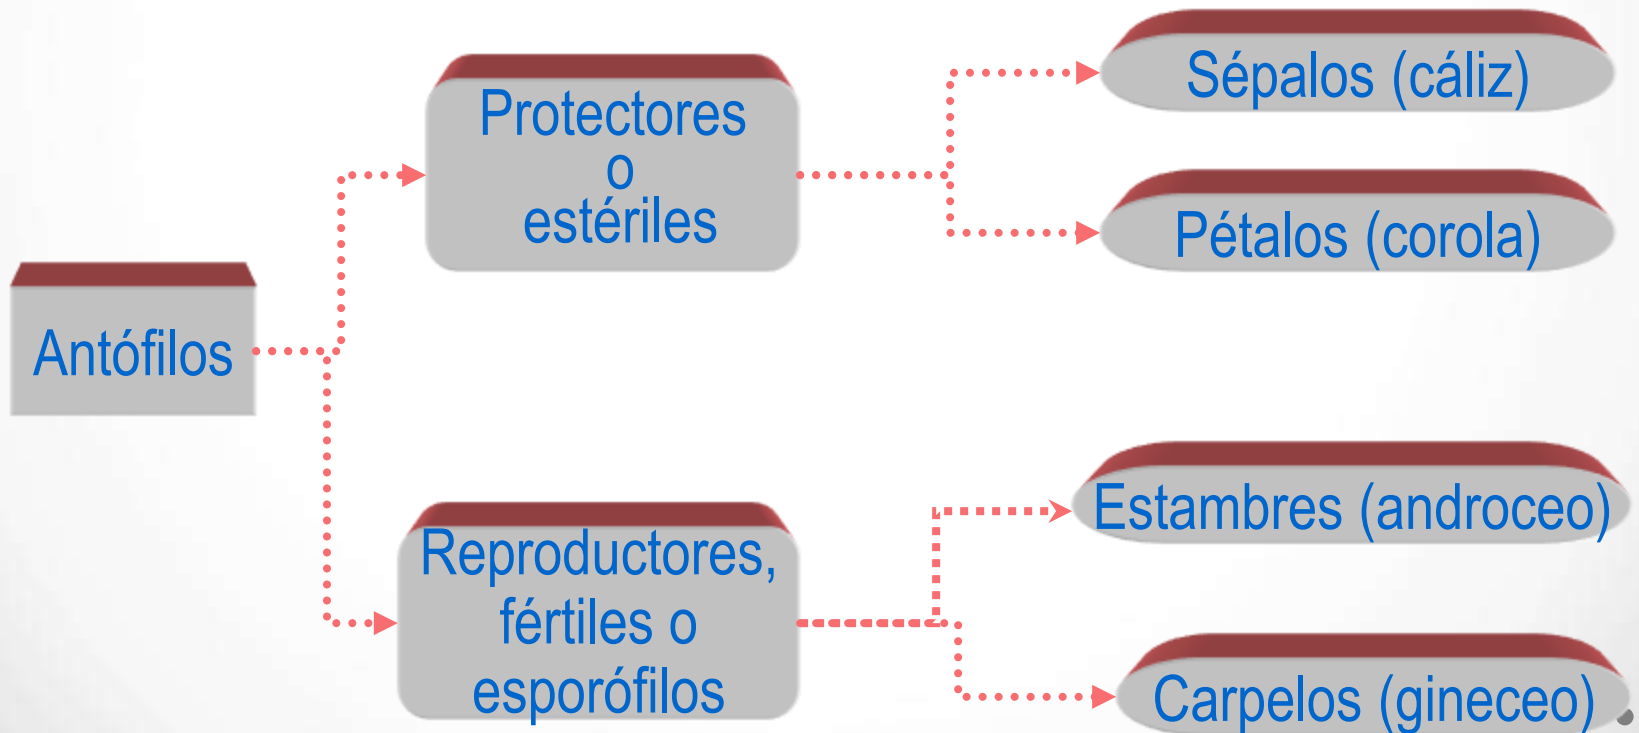 Antófilos
Protectores
o
estériles
Sépalos (cáliz)
Pétalos (corola)
Reproductores,
fértiles o
esporófilos
Estambres (androceo)
Carpelos (gineceo)